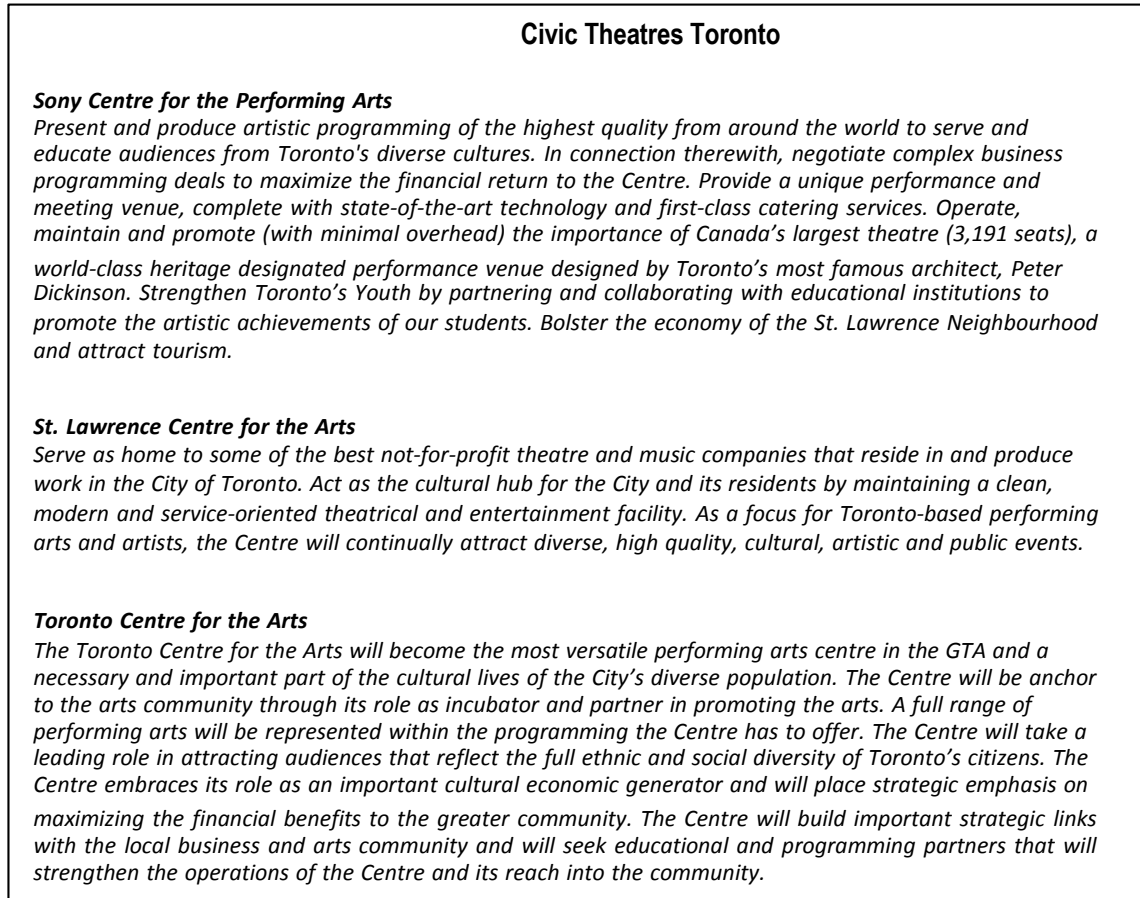 Civic Theatres Toronto
Sony Centre for the Performing Arts
Present and produce artistic programming of the highest quality from around the world to serve and
educate audiences from Toronto's diverse cultures. In connection therewith, negotiate complex business
programming deals to maximize the financial return to the Centre. Provide a unique performance and
meeting venue, complete with state-of-the-art technology and first-class catering services. Operate,
maintain and promote (with minimal overhead) the importance of Canada’s largest theatre (3,191 seats), a
world-class heritage designated performance venue designed by Toronto’s most famous architect, Peter
Dickinson. Strengthen Toronto’s Youth by partnering and collaborating with educational institutions to
promote the artistic achievements of our students. Bolster the economy of the St. Lawrence Neighbourhood
and attract tourism.
St. Lawrence Centre for the Arts
Serve as home to some of the best not-for-profit theatre and music companies that reside in and produce
work in the City of Toronto. Act as the cultural hub for the City and its residents by maintaining a clean,
modern and service-oriented theatrical and entertainment facility. As a focus for Toronto-based performing
arts and artists, the Centre will continually attract diverse, high quality, cultural, artistic and public events.
Toronto Centre for the Arts
The Toronto Centre for the Arts will become the most versatile performing arts centre in the GTA and a
necessary and important part of the cultural lives of the City’s diverse population. The Centre will be anchor
to the arts community through its role as incubator and partner in promoting the arts. A full range of
performing arts will be represented within the programming the Centre has to offer. The Centre will take a
leading role in attracting audiences that reflect the full ethnic and social diversity of Toronto’s citizens. The
Centre embraces its role as an important cultural economic generator and will place strategic emphasis on
maximizing the financial benefits to the greater community. The Centre will build important strategic links
with the local business and arts community and will seek educational and programming partners that will
strengthen the operations of the Centre and its reach into the community.